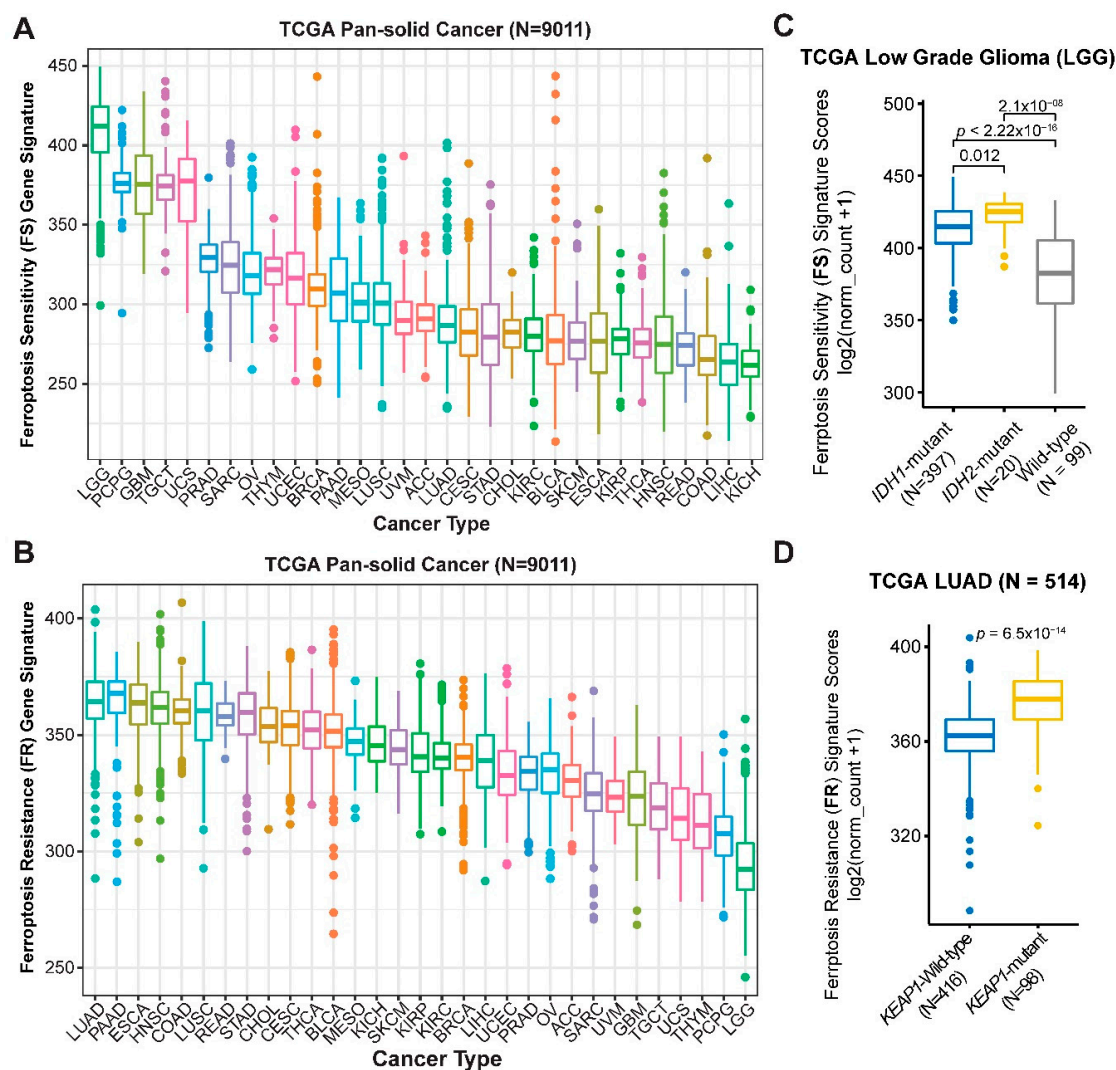 A
TCGA Pan-solid Cancer (N=9011)
Ferroptosis Sensitivity (FS) Gene Signature
450
400
350
300
250
LGG
PCPG
GBM
TGCT
UCS
PRAD
SARC
OV
THYM
UCEC
BRCA
PAAD
MESO
LUSC
UVM
ACC
LUAD
CESC
STAD
CHOL
KIRC
BLCA
SKCM
ESCA
KIRP
THCA
HNSC
READ
COAD
LIHC
KICH
Cancer Type
B
TCGA Pan-solid Cancer (N=9011)
Ferroptosis Resistance (FR) Gene Signature
400
350
300
250
LUAD
PAAD
ESCA
HNSC
COAD
LUSC
READ
STAD
CHOL
CESC
THCA
BLCA
MESO
KICH
SKCM
KIRP
KIRC
BRCA
LIHC
UCEC
PRAD
OV
ACC
SARC
UVM
GBM
TGCT
UCS
THYM
PCPG
LGG
Cancer Type
C
TCGA Low Grade Glioma (LGG)
Ferrptosis Sensitivity (FS) Signature Scores
log2(norm_count +1)
500
450
400
350
300
2.1x10⁻⁰⁸
p < 2.22x10⁻¹⁶
0.012
IDH1-mutant
(N=397)
IDH2-mutant
(N=20)
Wild-type
(N = 99)
D
TCGA LUAD (N = 514)
Ferrptosis Resistance (FR) Signature Scores
log2(norm_count +1)
400
360
320
p = 6.5x10⁻¹⁴
KEAP1-Wild-type
(N=416)
KEAP1-mutant
(N=98)